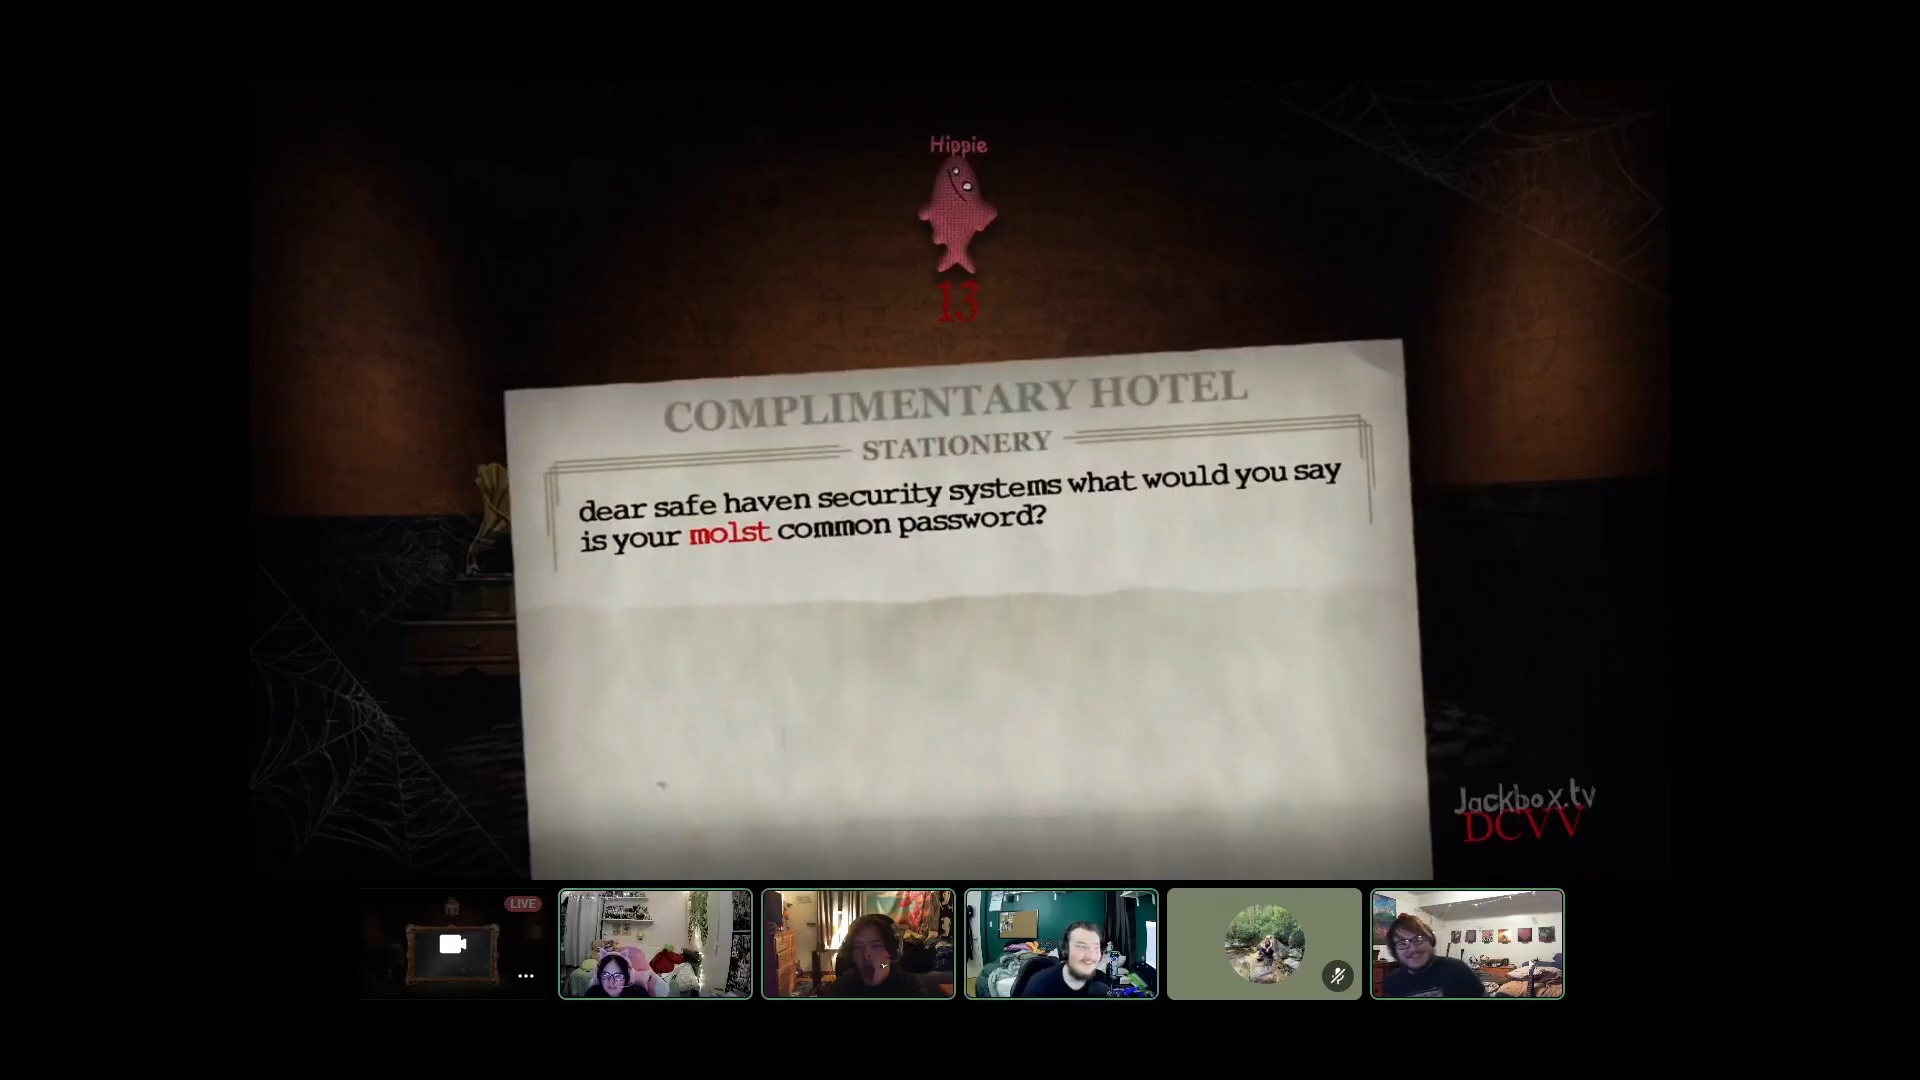 Hippie
13
COMPLIMENTARY HOTEL
STATIONERY
dear safe haven security systems what would you say
is your molst common password?
Jackbox.tv
DCVV
LIVE